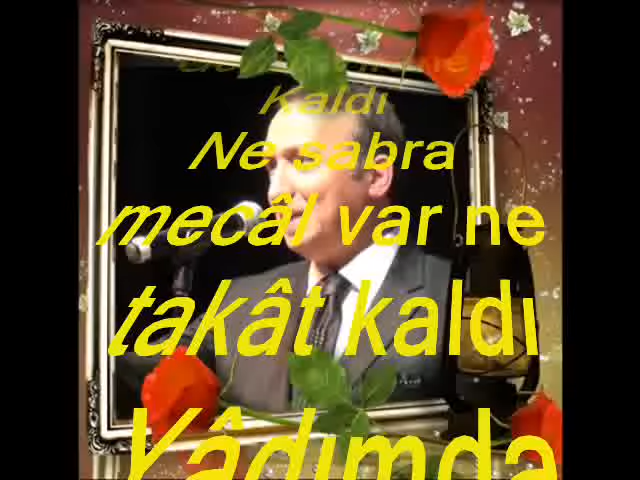 Kaldı
Ne sabra
mecâl var ne
takât kaldı
Yâdımda